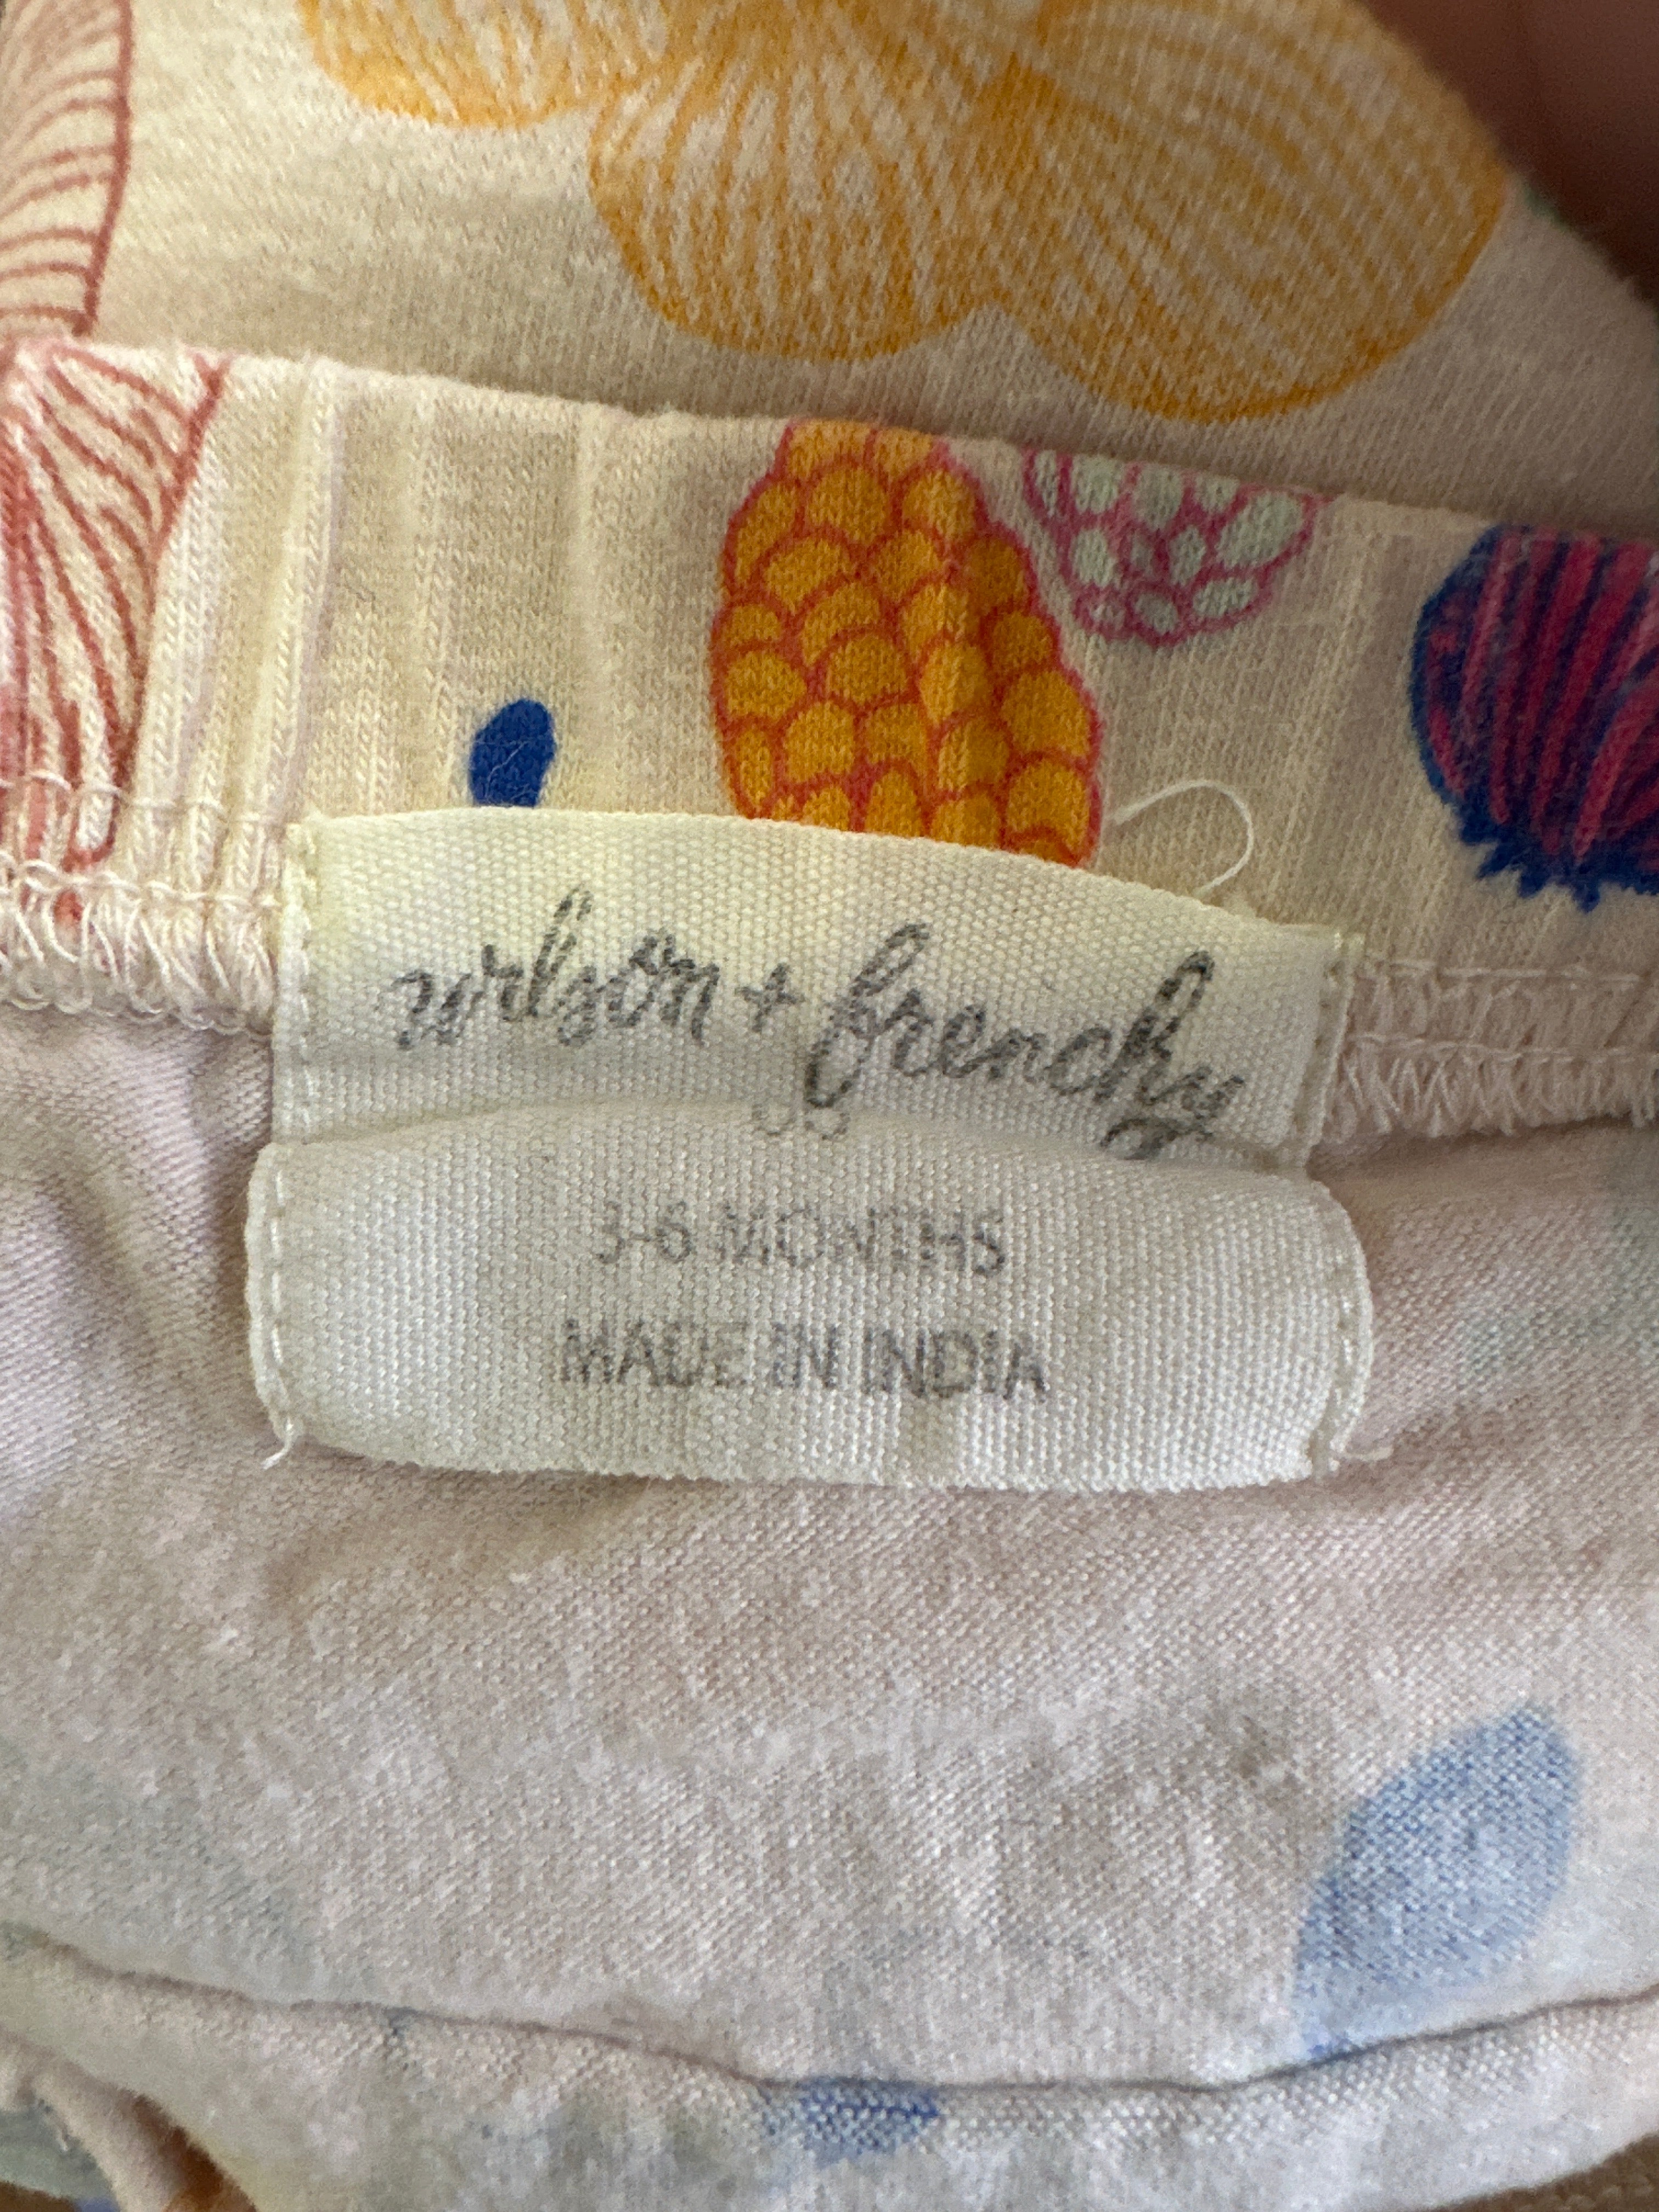 wilson + frenchy
3-6 MONTHS
MADE IN INDIA